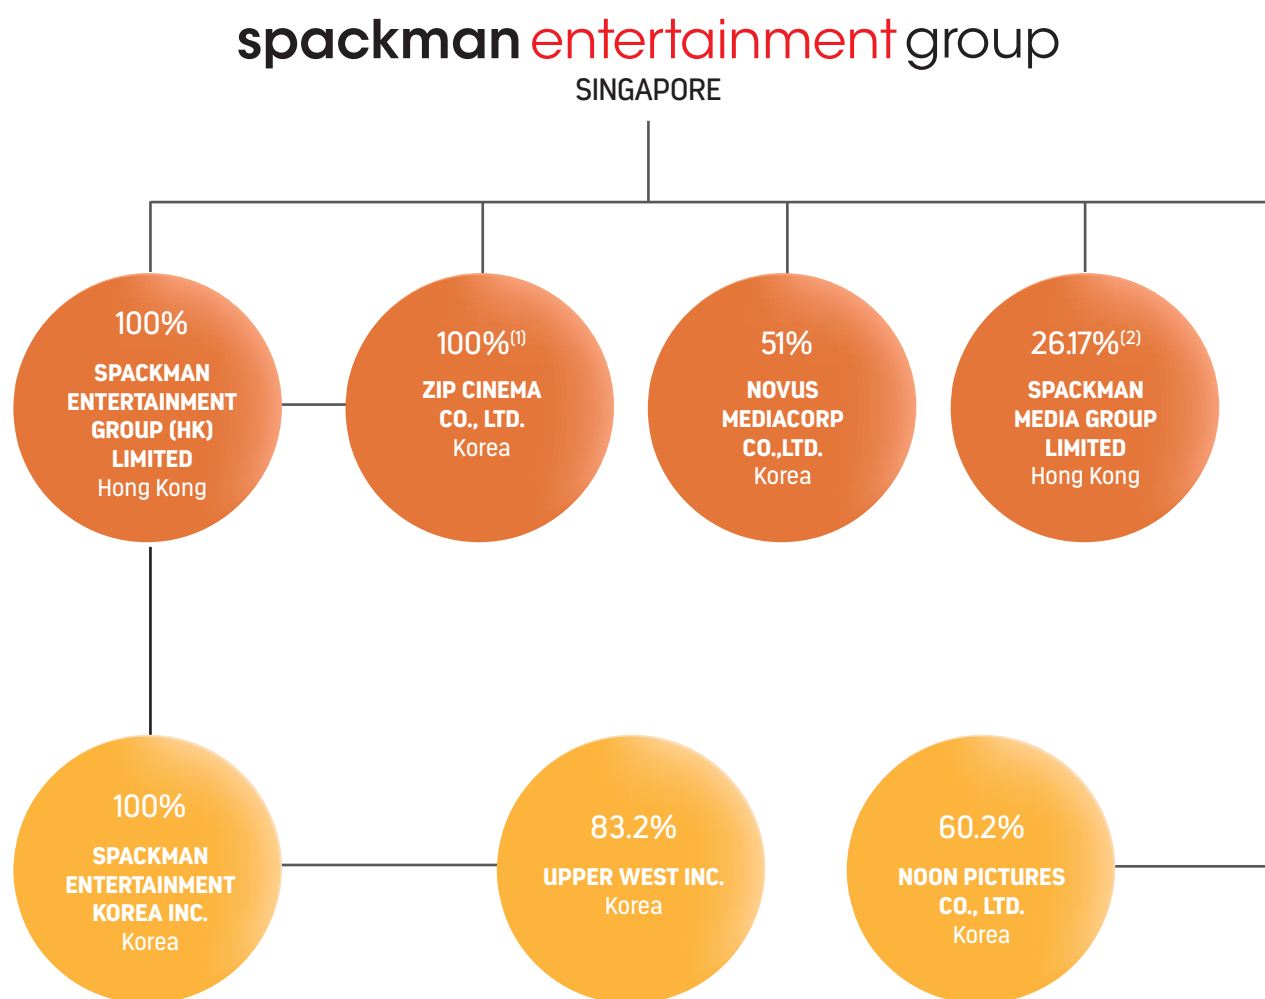 spackman entertainment group
SINGAPORE
100%
SPACKMAN
ENTERTAINMENT
GROUP (HK)
LIMITED
Hong Kong
100%(1)
ZIP CINEMA
CO., LTD.
Korea
51%
NOVUS
MEDIACORP
CO.,LTD.
Korea
26.17%(2)
SPACKMAN
MEDIA GROUP
LIMITED
Hong Kong
100%
SPACKMAN
ENTERTAINMENT
KOREA INC.
Korea
83.2%
UPPER WEST INC.
Korea
60.2%
NOON PICTURES
CO., LTD.
Korea